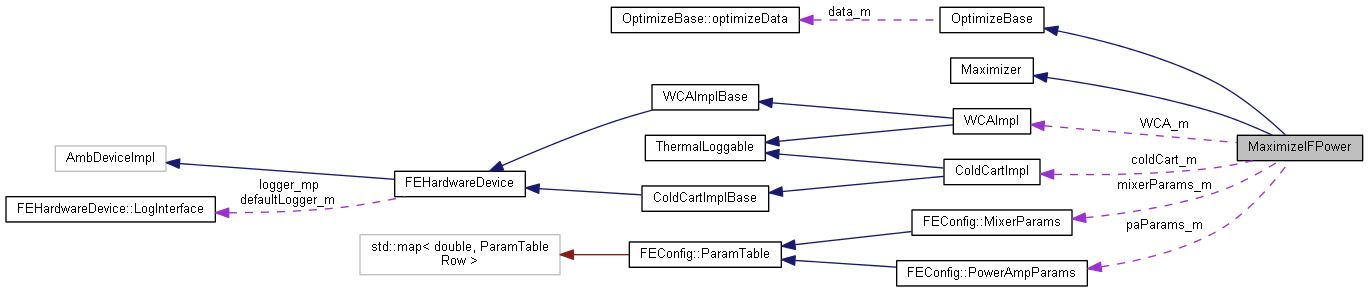 OptimizeBase::optimizeData
data_m
OptimizeBase
Maximizer
WCAImplBase
WCAImpl
WCA_m
MaximizeIFPower
ThermalLoggable
AmbDeviceImpl
FEHardwareDevice
ColdCartImpl
coldCart_m
logger_mp
defaultLogger_m
mixerParams_m
FEHardwareDevice::LogInterface
ColdCartImplBase
FEConfig::MixerParams
paParams_m
std::map< double, ParamTable
Row >
FEConfig::ParamTable
FEConfig::PowerAmpParams